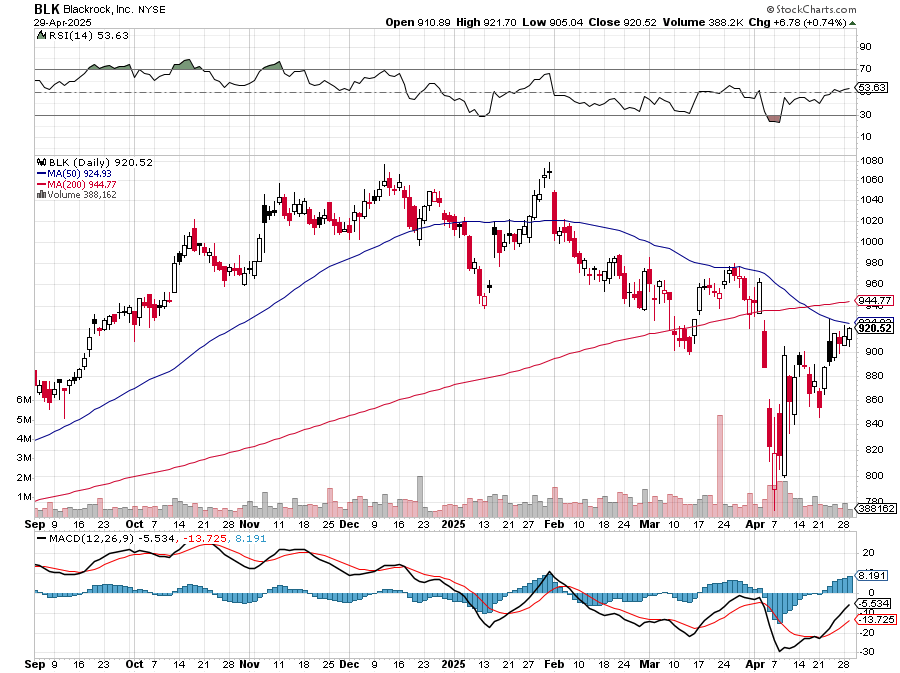 BLK Blackrock, Inc. NYSE
© StockCharts.com
29-Apr-2025
Open 910.89 High 921.70 Low 905.04 Close 920.52 Volume 388.2K Chg +6.78 (+0.74%)
RSI(14) 53.63
90
70
53.63
30
10
BLK (Daily) 920.52
MA(50) 924.93
MA(200) 944.77
Volume 388,162
1080
1060
1040
1020
1000
980
960
944.77
940
924.93
920.52
900
880
860
840
820
800
780
388162
6M
5M
4M
3M
2M
1M
Sep 9 16 23 Oct 7 14 21 28 Nov 11 18 25 Dec 9 16 23 2025 13 21 27 Feb 10 18 24 Mar 10 17 24 Apr 7 14 21 28
MACD(12,26,9) -5.534, -13.725, 8.191
20
8.191
0
-5.534
-10
-13.725
-20
-30
Sep 9 16 23 Oct 7 14 21 28 Nov 11 18 25 Dec 9 16 23 2025 13 21 27 Feb 10 18 24 Mar 10 17 24 Apr 7 14 21 28